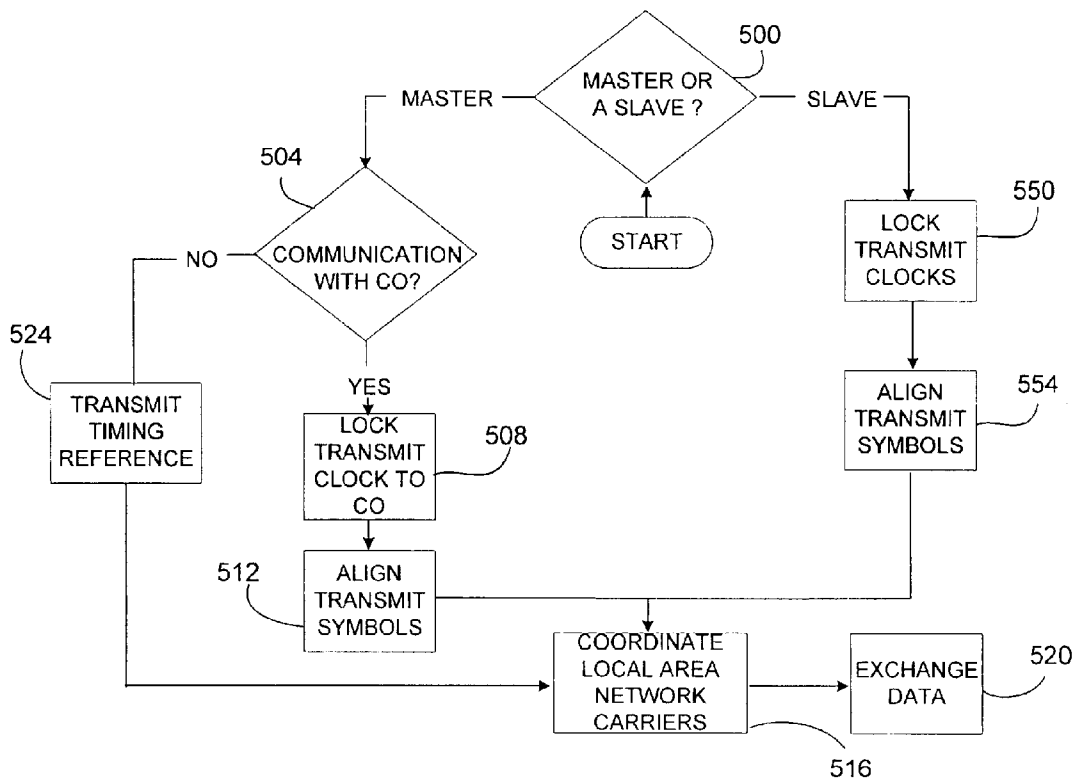 500
MASTER OR
A SLAVE ?
MASTER
SLAVE
504
START
550
LOCK
TRANSMIT
CLOCKS
COMMUNICATION
WITH CO?
NO
524
TRANSMIT
TIMING
REFERENCE
YES
554
ALIGN
TRANSMIT
SYMBOLS
LOCK
TRANSMIT
CLOCK TO
CO
508
512
ALIGN
TRANSMIT
SYMBOLS
COORDINATE
LOCAL AREA
NETWORK
CARRIERS
EXCHANGE
DATA
520
516